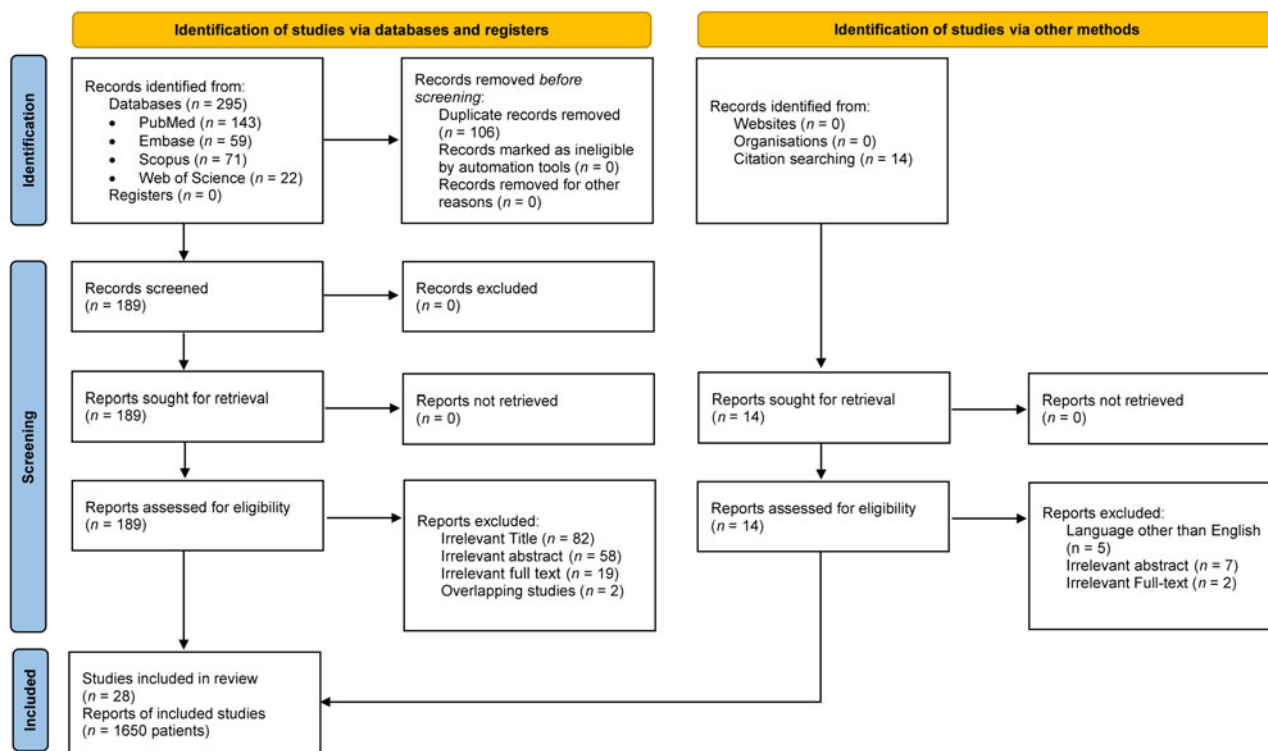 Identification of studies via databases and registers
Identification of studies via other methods
Identification
Records identified from:
Databases (n = 295)
• PubMed (n = 143)
• Embase (n = 59)
• Scopus (n = 71)
• Web of Science (n = 22)
Registers (n = 0)
Records removed before
screening:
Duplicate records removed
(n = 106)
Records marked as ineligible
by automation tools (n = 0)
Records removed for other
reasons (n = 0)
Records identified from:
Websites (n = 0)
Organisations (n = 0)
Citation searching (n = 14)
Screening
Records screened
(n = 189)
Records excluded
(n = 0)
Reports sought for retrieval
(n = 189)
Reports not retrieved
(n = 0)
Reports sought for retrieval
(n = 14)
Reports not retrieved
(n = 0)
Reports assessed for eligibility
(n = 189)
Reports excluded:
Irrelevant Title (n = 82)
Irrelevant abstract (n = 58)
Irrelevant full text (n = 19)
Overlapping studies (n = 2)
Reports assessed for eligibility
(n = 14)
Reports excluded:
Language other than English
(n = 5)
Irrelevant abstract (n = 7)
Irrelevant Full-text (n = 2)
Included
Studies included in review
(n = 28)
Reports of included studies
(n = 1650 patients)